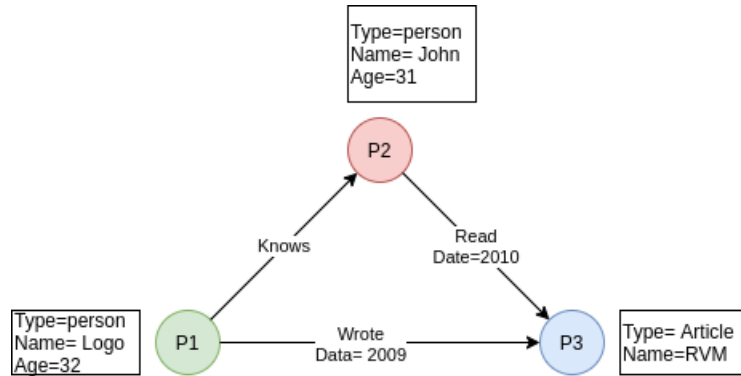 Type=person
Name= John
Age=31
P2
Knows
Read
Date=2010
Type=person
Name= Logo
Age=32
P1
Wrote
Data= 2009
P3
Type= Article
Name=RVM